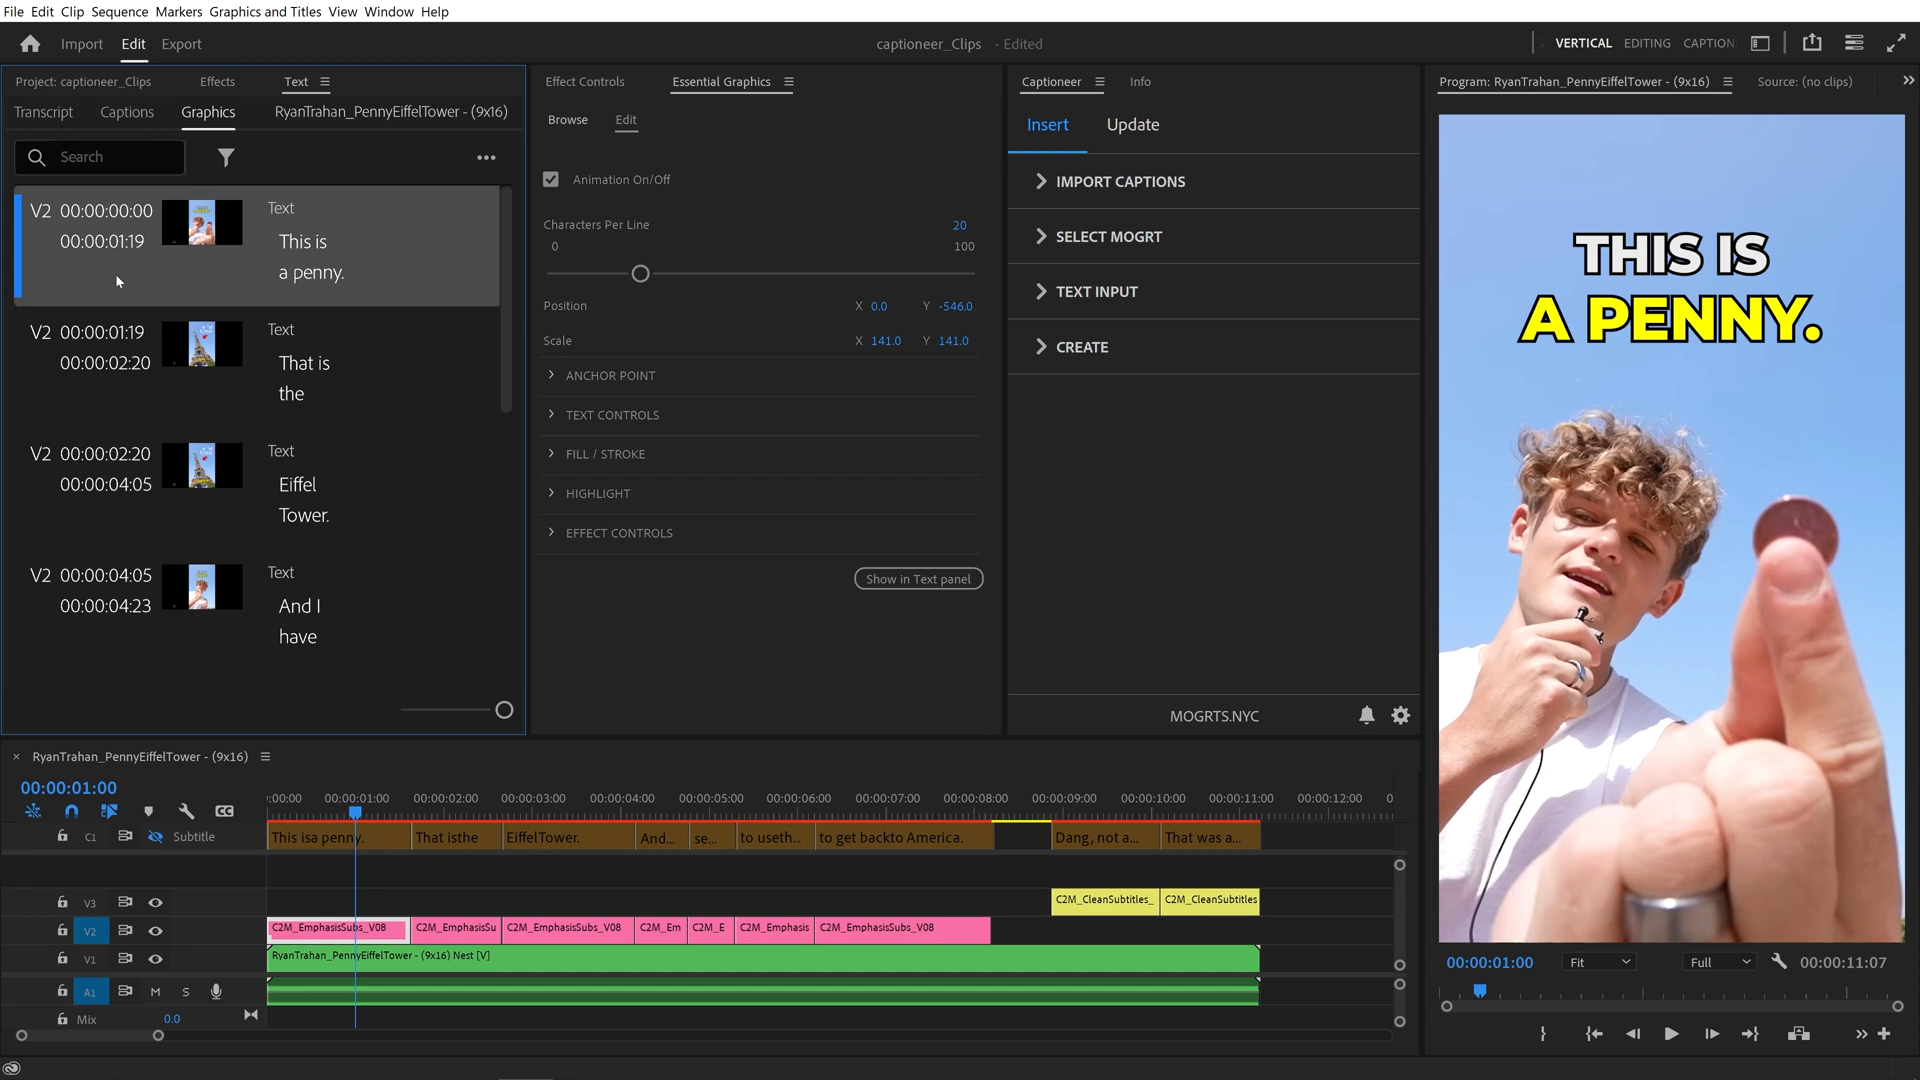 File Edit Clip Sequence Markers Graphics and Titles View Window Help
Import Edit Export
captioneer_Clips - Edited
VERTICAL EDITING CAPTION
Project: captioneer_Clips Effects Text
Transcript Captions Graphics RyanTrahan_PennyEiffelTower - (9x16)
Search
V2 00:00:00:00 Text
00:00:01:19 This is
a penny.
V2 00:00:01:19 Text
00:00:02:20 That is
the
V2 00:00:02:20 Text
00:00:04:05 Eiffel
Tower.
V2 00:00:04:05 Text
00:00:04:23 And I
have
Effect Controls Essential Graphics
Browse Edit
Animation On/Off
Characters Per Line 20
0 100
Position X 0.0 Y -546.0
Scale X 141.0 Y 141.0
ANCHOR POINT
TEXT CONTROLS
FILL / STROKE
HIGHLIGHT
EFFECT CONTROLS
Show in Text panel
Captioneer Info
Insert Update
IMPORT CAPTIONS
SELECT MOGRT
TEXT INPUT
CREATE
MOGRTS.NYC
Program: RyanTrahan_PennyEiffelTower - (9x16) Source: (no clips)
THIS IS
A PENNY.
00:00:01:00 Fit Full 00:00:11:07
RyanTrahan_PennyEiffelTower - (9x16)
00:00:01:00
:00:00 00:00:01:00 00:00:02:00 00:00:03:00 00:00:04:00 00:00:05:00 00:00:06:00 00:00:07:00 00:00:08:00 00:00:09:00 00:00:10:00 00:00:11:00 00:00:12:00 0
C1 Subtitle This isa penny. That isthe EiffelTower. And... se... to useth... to get backto America. Dang, not a... That was a...
V3 C2M_CleanSubtitles_ C2M_CleanSubtitles
V2 C2M_EmphasisSubs_V08 C2M_EmphasisSu C2M_EmphasisSubs_V08 C2M_Em C2M_E C2M_Emphasis C2M_EmphasisSubs_V08
V1 RyanTrahan_PennyEiffelTower - (9x16) Nest [V]
A1 M S
Mix 0.0